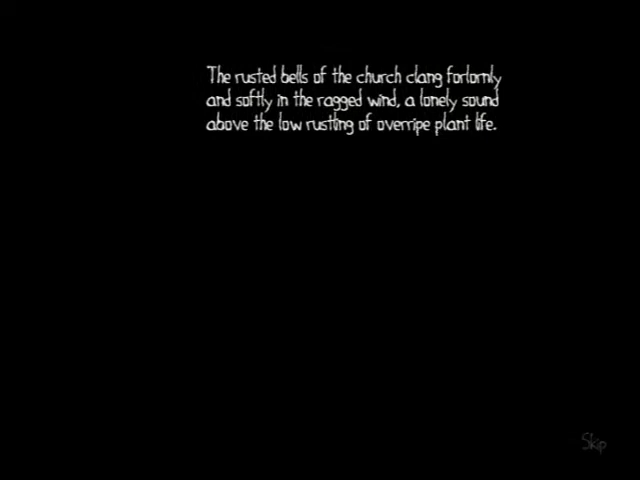 The rusted bells of the church clang forlornly
and softly in the ragged wind, a lonely sound
above the low rustling of overripe plant life.
Skip